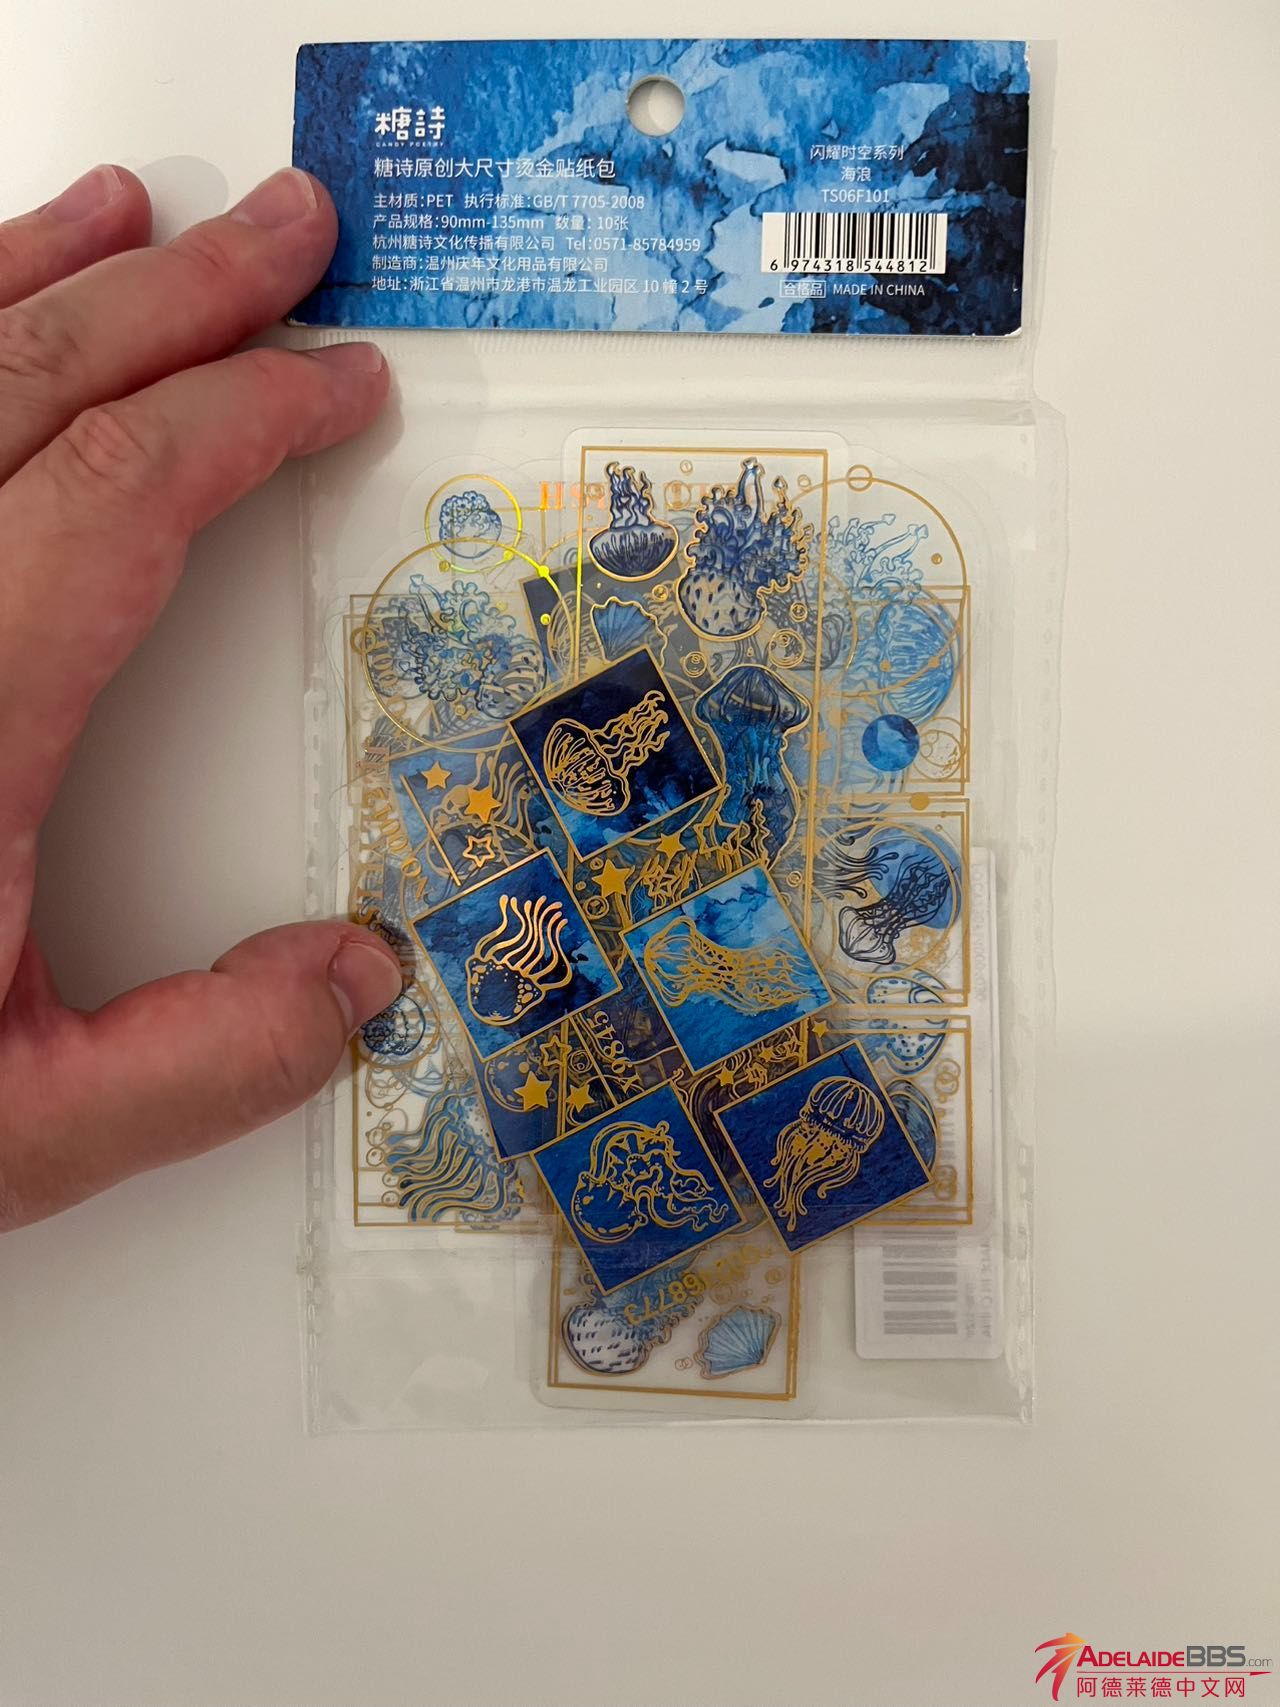 糖詩
CANDY POETRY
糖诗原创大尺寸烫金贴纸包
主材质:PET 执行标准:GB/T 7705-2008
产品规格:90mm-135mm 数量:10张
杭州糖诗文化传播有限公司 Tel:0571-85784959
制造商:温州庆年文化用品有限公司
地址:浙江省温州市龙港市温龙工业园区10幢2号
闪耀时空系列
海浪
TS06F101
6 974318 544812
合格品 MADE IN CHINA
9845
ADELAIDEBBS.com
阿德莱德中文网